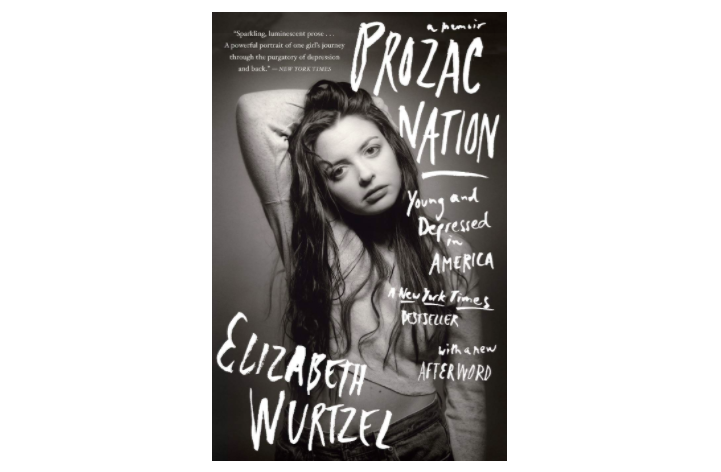 "Sparkling, luminescent prose . . .
A powerful portrait of one girl's journey
through the purgatory of depression
and back." — NEW YORK TIMES
a memoir
PROZAC
NATION
Young and
Depressed
in
AMERICA
A New York Times
BESTSELLER
with a new
AFTERWORD
ELIZABETH
WURTZEL